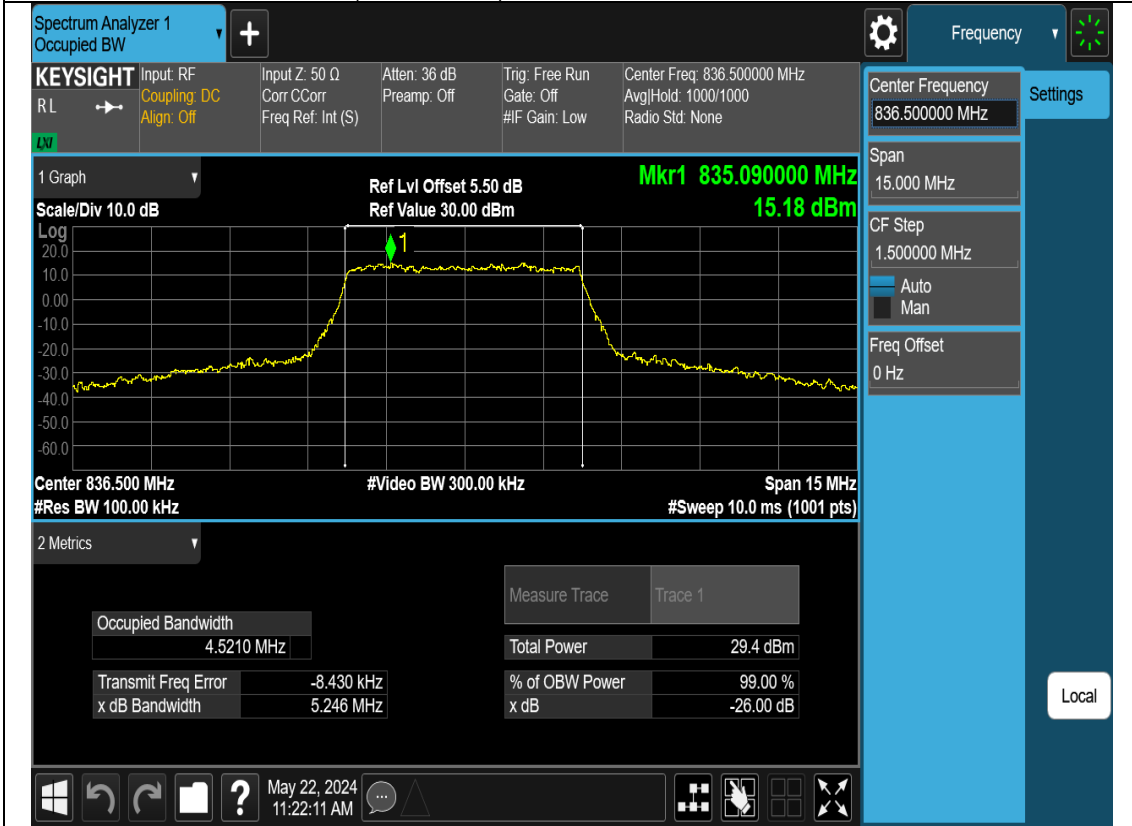 Spectrum Analyzer 1
Occupied BW
Frequency
KEYSIGHT
R L
LXI
Input: RF
Coupling: DC
Align: Off
Input Z: 50 Ω
Corr CCorr
Freq Ref: Int (S)
Atten: 36 dB
Preamp: Off
Trig: Free Run
Gate: Off
#IF Gain: Low
Center Freq: 836.500000 MHz
Avg|Hold: 1000/1000
Radio Std: None
Center Frequency
836.500000 MHz
Settings
Span
15.000 MHz
CF Step
1.500000 MHz
Auto
Man
Freq Offset
0 Hz
Local
1 Graph
Scale/Div 10.0 dB
Ref Lvl Offset 5.50 dB
Ref Value 30.00 dBm
Mkr1 835.090000 MHz
15.18 dBm
Log
1
20.0
10.0
0.00
-10.0
-20.0
-30.0
-40.0
-50.0
-60.0
Center 836.500 MHz
#Res BW 100.00 kHz
#Video BW 300.00 kHz
Span 15 MHz
#Sweep 10.0 ms (1001 pts)
2 Metrics
Measure Trace Trace 1
Occupied Bandwidth
4.5210 MHz
Total Power 29.4 dBm
Transmit Freq Error -8.430 kHz
% of OBW Power 99.00 %
x dB Bandwidth 5.246 MHz
x dB -26.00 dB
May 22, 2024
11:22:11 AM